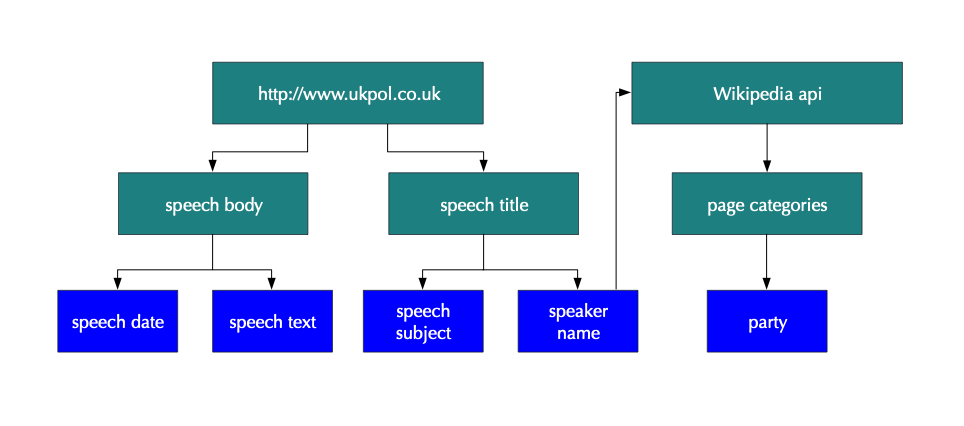 http://www.ukpol.co.uk
Wikipedia api
speech body
speech title
page categories
speech date
speech text
speech
subject
speaker
name
party